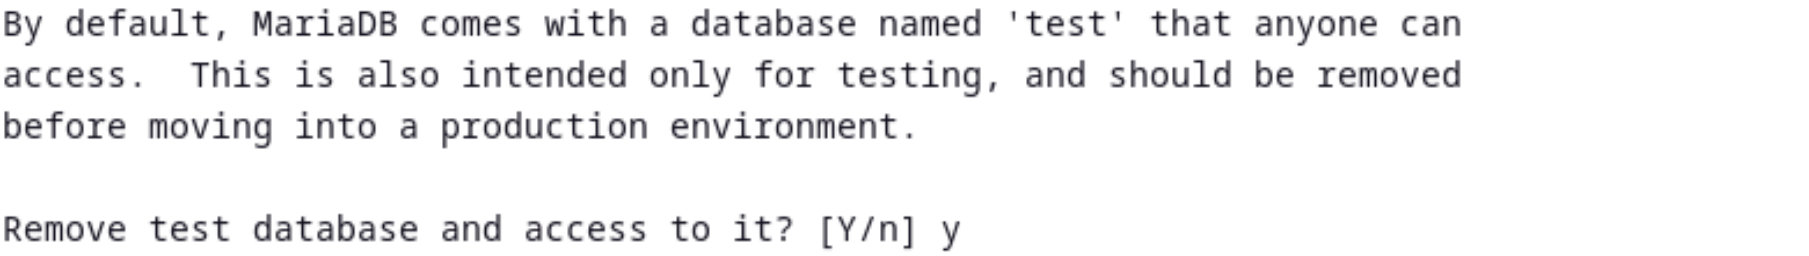 By default, MariaDB comes with a database named 'test' that anyone can
access.  This is also intended only for testing, and should be removed
before moving into a production environment.
Remove test database and access to it? [Y/n] y